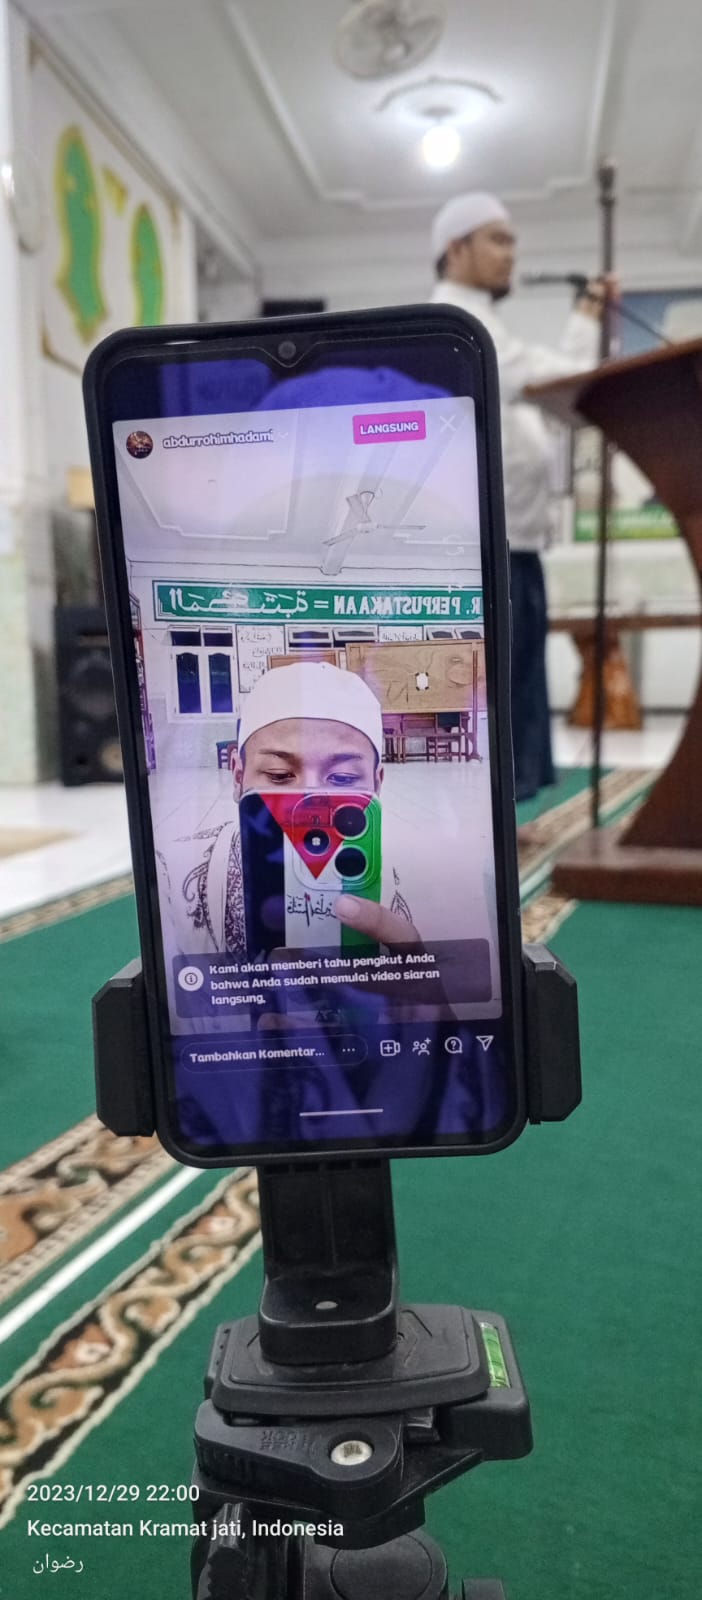 abdurrohimhadami
LANGSUNG
R. PERPUSTAKAAN = المكتبة
Kami akan memberi tahu pengikut Anda
bahwa Anda sudah memulai video siaran
langsung.
Tambahkan Komentar...
2023/12/29 22:00
Kecamatan Kramat jati, Indonesia
رضوان